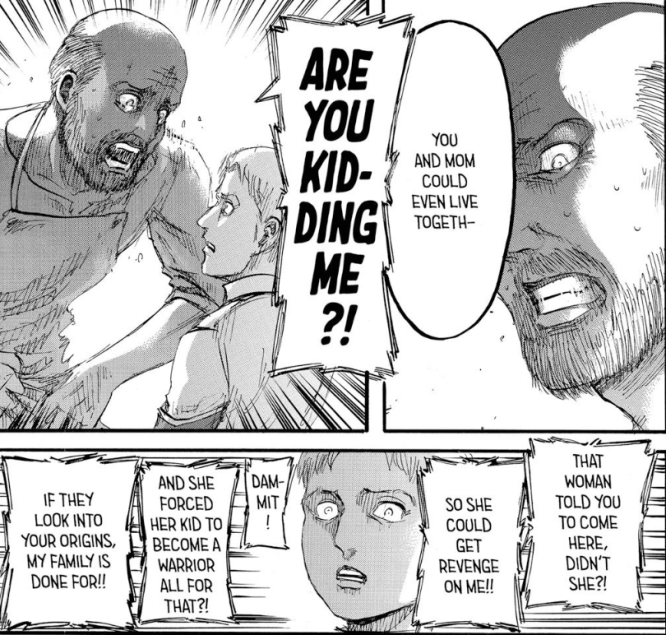 YOU
AND MOM
COULD
EVEN LIVE
TOGETH-
ARE
YOU
KID-
DING
ME
?!
THAT
WOMAN
TOLD YOU
TO COME
HERE,
DIDN'T
SHE?!
SO SHE
COULD
GET
REVENGE
ON ME!!
DAM-
MIT
!
AND SHE
FORCED
HER KID TO
BECOME A
WARRIOR
ALL FOR
THAT?!
IF THEY
LOOK INTO
YOUR ORIGINS,
MY FAMILY IS
DONE FOR!!